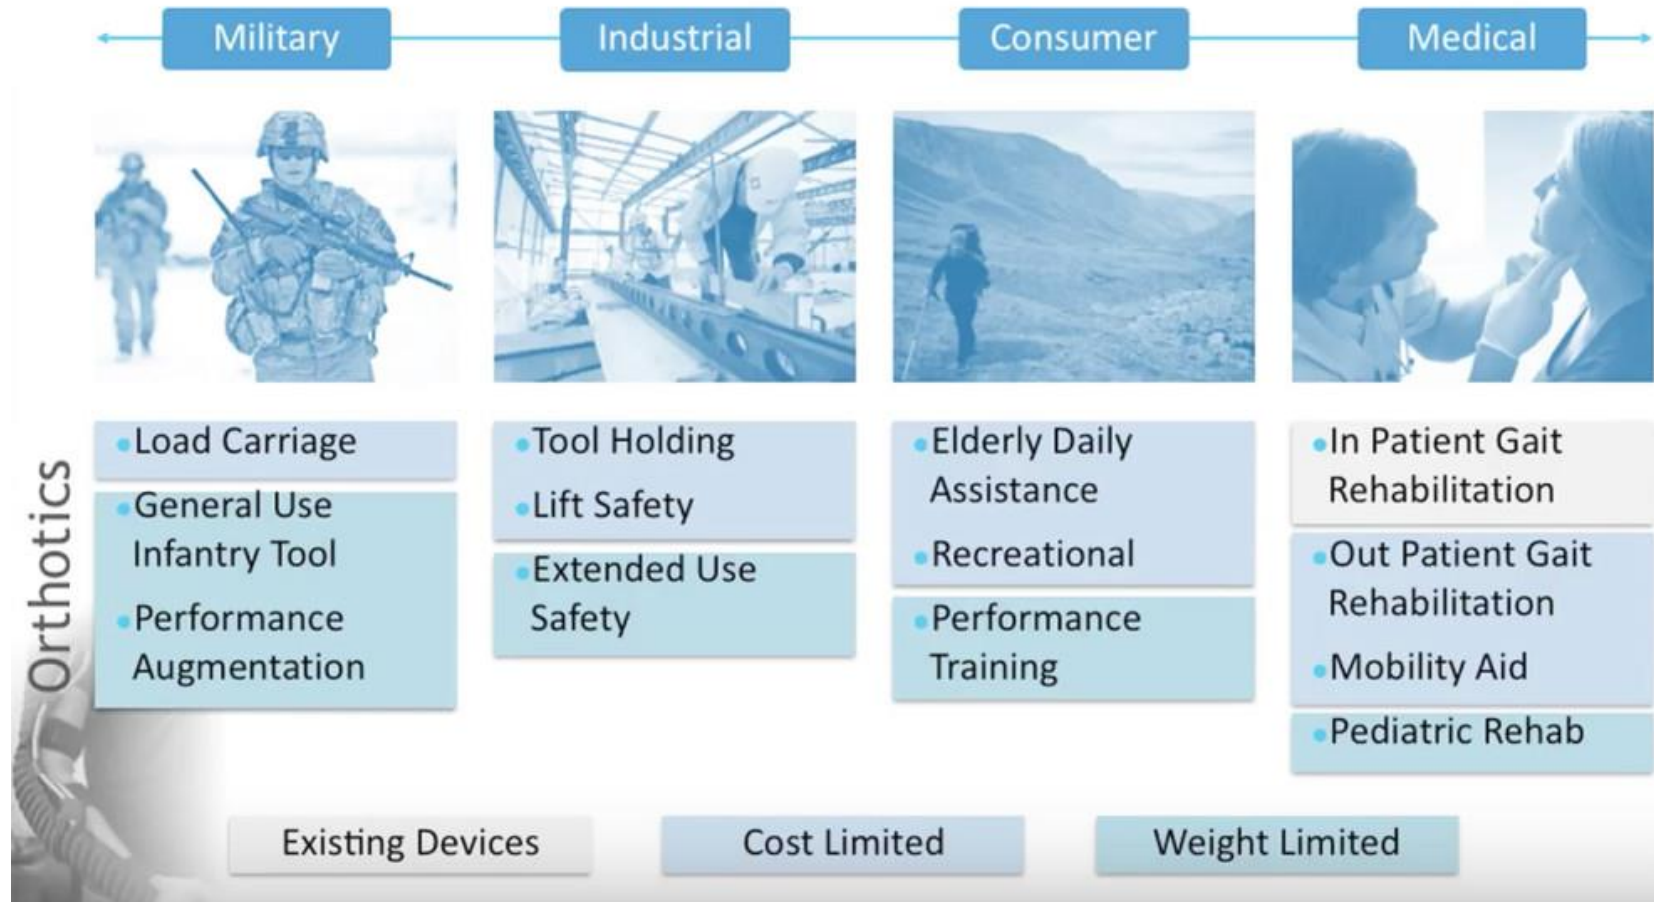 Military
Industrial
Consumer
Medical
Orthotics
•Load Carriage
•General Use
Infantry Tool
•Performance
Augmentation
•Tool Holding
•Lift Safety
•Extended Use
Safety
•Elderly Daily
Assistance
•Recreational
•Performance
Training
•In Patient Gait
Rehabilitation
•Out Patient Gait
Rehabilitation
•Mobility Aid
•Pediatric Rehab
Existing Devices
Cost Limited
Weight Limited